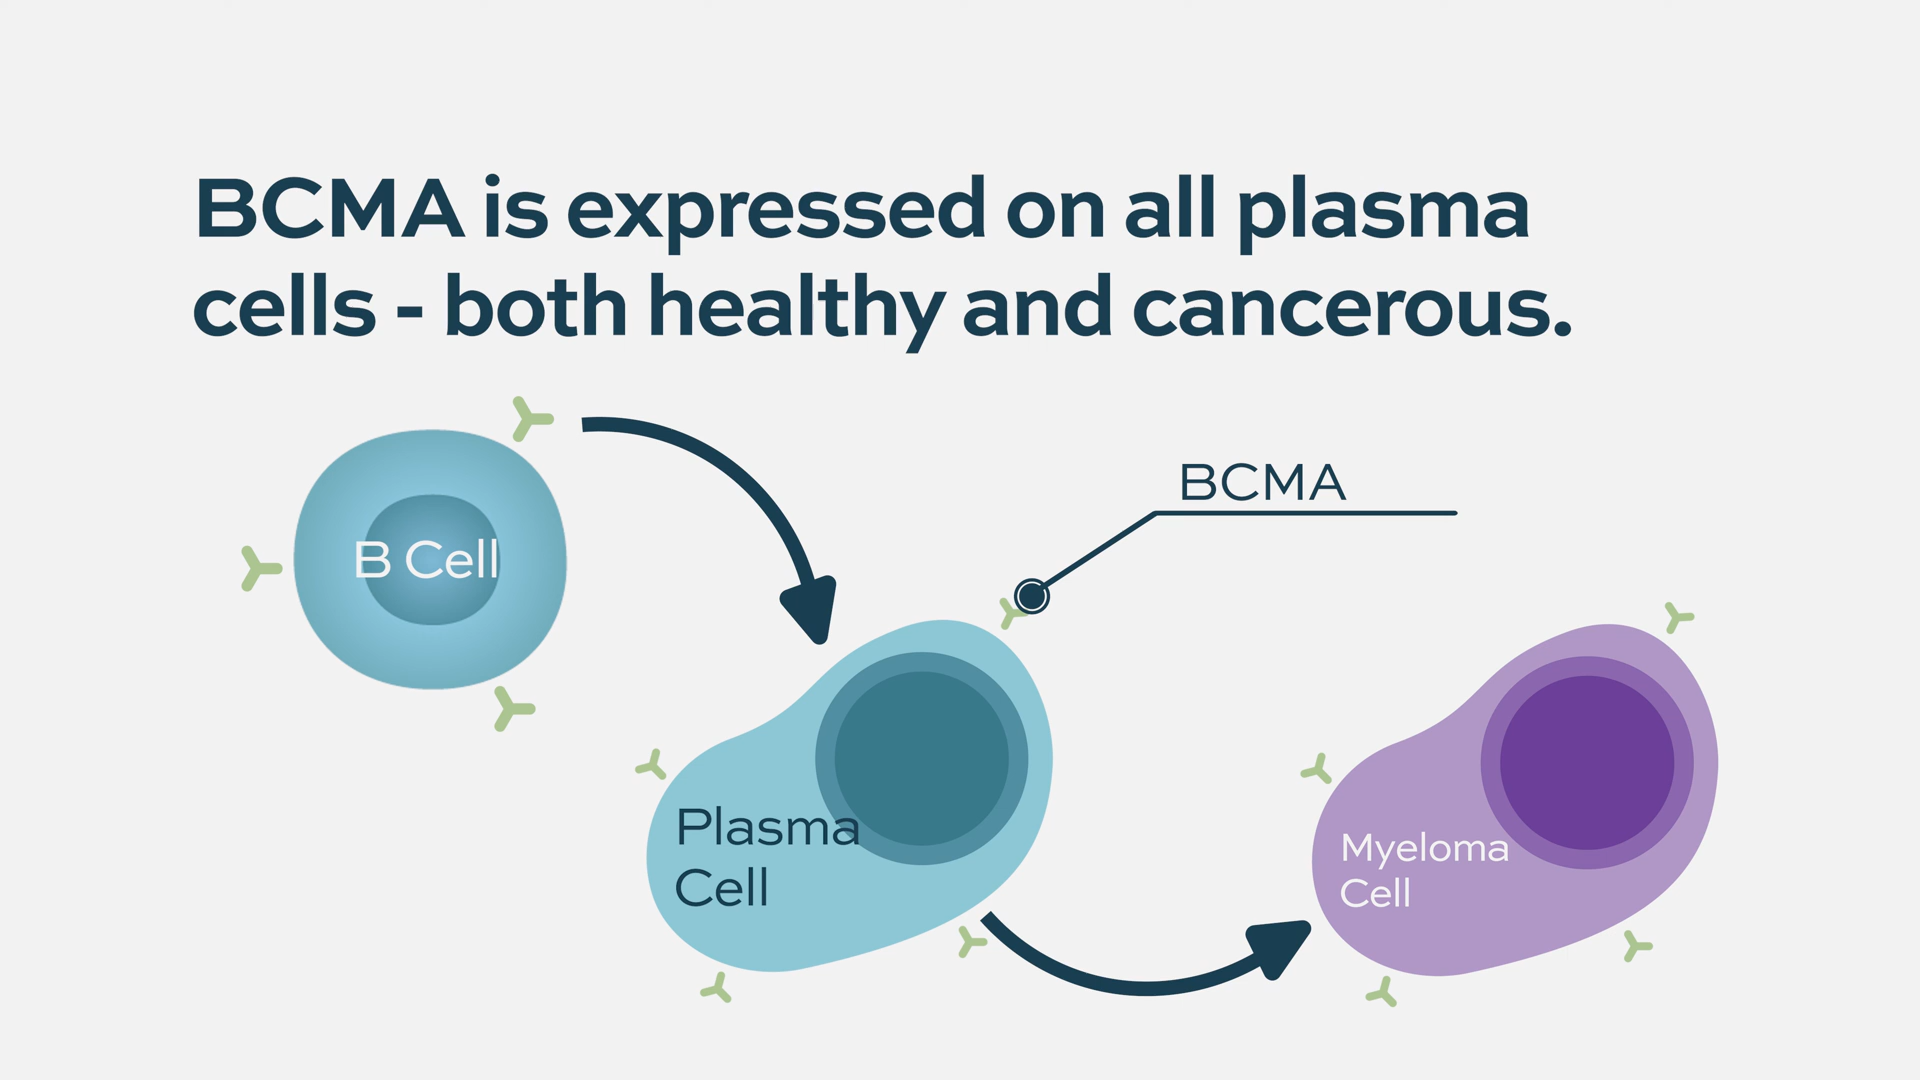 BCMA is expressed on all plasma
cells - both healthy and cancerous.
B Cell
BCMA
Plasma
Cell
Myeloma
Cell